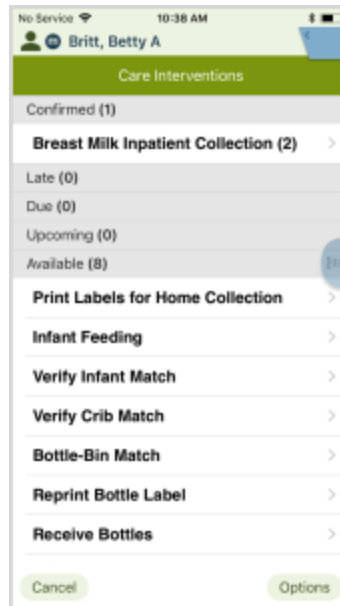 No Service 10:38 AM
Britt, Betty A
Care Interventions
Confirmed (1)
Breast Milk Inpatient Collection (2)
Late (0)
Due (0)
Upcoming (0)
Available (8)
Print Labels for Home Collection
Infant Feeding
Verify Infant Match
Verify Crib Match
Bottle-Bin Match
Reprint Bottle Label
Receive Bottles
Cancel Options